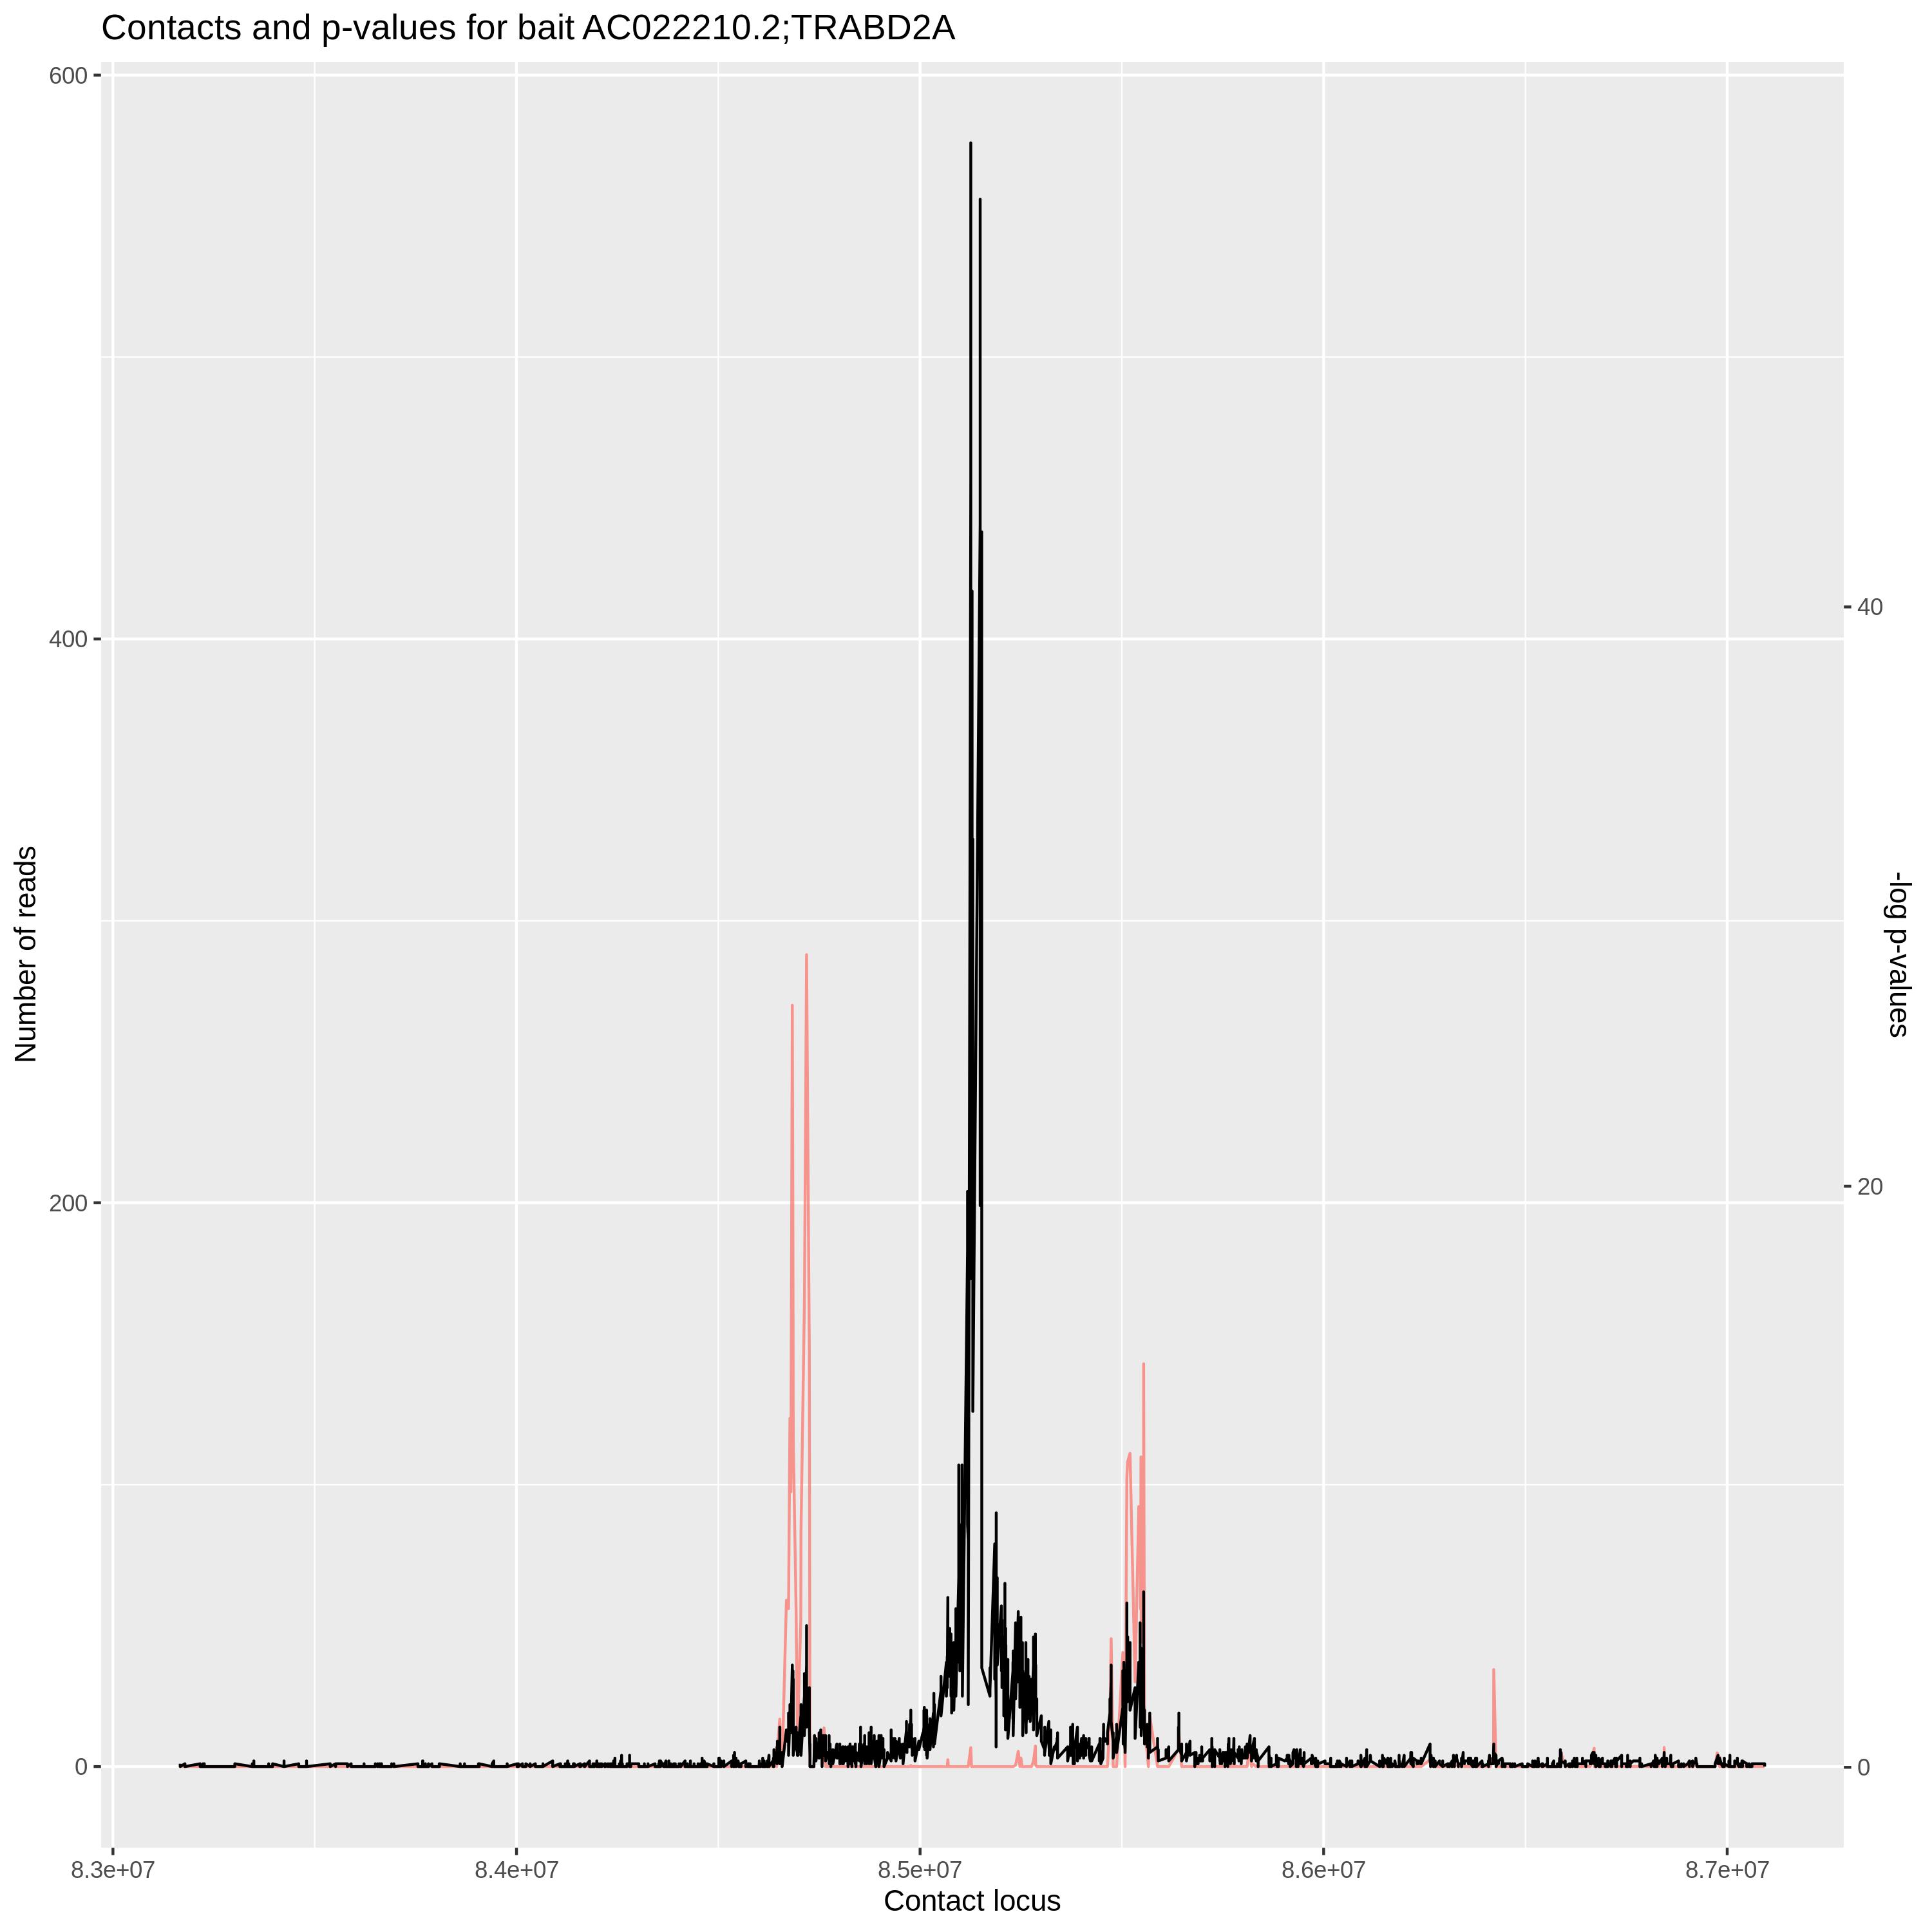 Contacts and p-values for bait AC022210.2;TRABD2A
600
400
200
0
Number of reads
40
20
0
-log p-values
8.3e+07
8.4e+07
8.5e+07
8.6e+07
8.7e+07
Contact locus